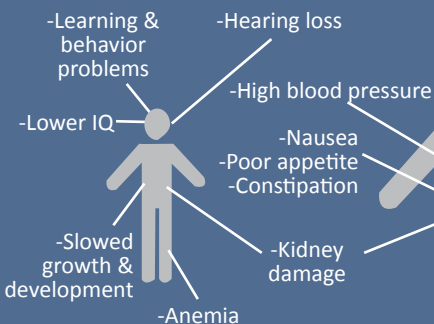 -Learning &
behavior
problems
-Hearing loss
-High blood pressure
-Lower IQ
-Nausea
-Poor appetite
-Constipation
-Slowed
growth &
development
-Kidney
damage
-Anemia